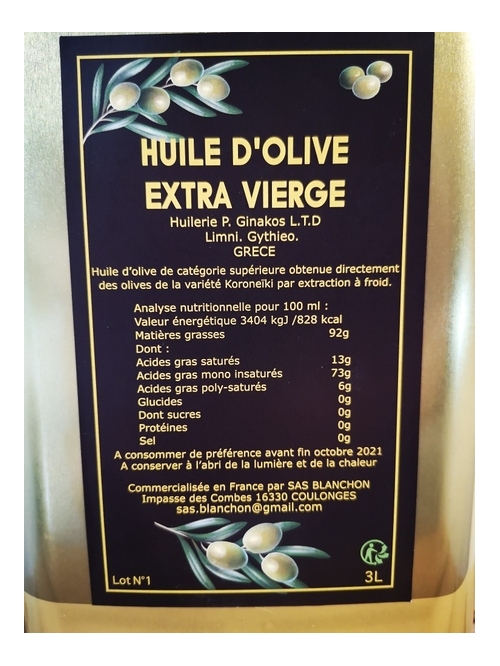 HUILE D'OLIVE
EXTRA VIERGE
Huilerie P. Ginakos L.T.D
Limni. Gythieo.
GRECE
Huile d'olive de catégorie supérieure obtenue directement
des olives de la variété Koroneïki par extraction à froid.
Analyse nutritionnelle pour 100 ml :
Valeur énergétique 3404 kgJ /828 kcal
Matières grasses 92g
Dont :
Acides gras saturés 13g
Acides gras mono insaturés 73g
Acides gras poly-saturés 6g
Glucides 0g
Dont sucres 0g
Protéines 0g
Sel 0g
A consommer de préférence avant fin octobre 2021
A conserver à l'abri de la lumière et de la chaleur
Commercialisée en France par SAS BLANCHON
Impasse des Combes 16330 COULONGES
sas.blanchon@gmail.com
Lot N°1 3L